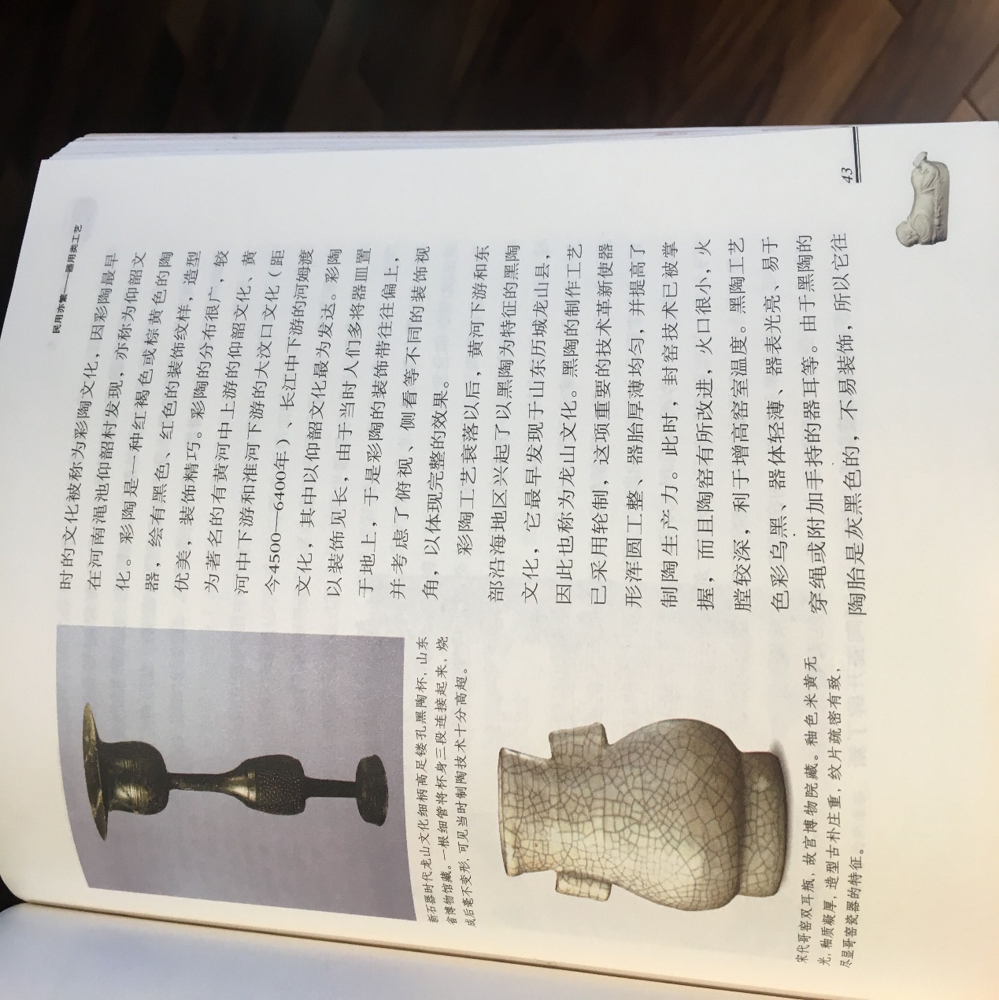 民用亦繁——器用类工艺
时的文化被称为彩陶文化，因彩陶最早
在河南渑池仰韶村发现，亦称为仰韶文
化。彩陶是一种红褐色或棕黄色的陶
器，绘有黑色、红色的装饰纹样，造型
优美，装饰精巧。彩陶的分布很广，较
为著名的有黄河中上游的仰韶文化、黄
河中下游和淮河下游的大汶口文化（距
今4500—6400年）、长江中下游的河姆渡
文化，其中以仰韶文化最为发达。彩陶
以装饰见长，由于当时人们多将器皿置
于地上，于是彩陶的装饰带往往偏上，
并考虑了俯视、侧看等不同的装饰视
角，以体现完整的效果。
彩陶工艺衰落以后，黄河下游和东
部沿海地区兴起了以黑陶为特征的黑陶
文化，它最早发现于山东历城龙山县，
因此也称为龙山文化。黑陶的制作工艺
已采用轮制，这项重要的技术革新使器
形浑圆工整、器胎厚薄均匀，并提高了
制陶生产力。此时，封窑技术已被掌
握，而且陶窑有所改进，火口很小，火
膛较深，利于增高窑室温度。黑陶工艺
色彩乌黑、器体轻薄、器表光亮、易于
穿绳或附加手持的器耳等。由于黑陶的
陶胎是灰黑色的，不易装饰，所以它往
新石器时代龙山文化细柄高足镂孔黑陶杯，山东
省博物馆藏。一根细管将杯身三段连接起来，烧
成后毫不变形，可见当时制陶技术十分高超。
宋代哥窑双耳瓶，故宫博物院藏。釉色米黄无
光，釉质凝厚，造型古朴庄重，纹片疏密有致，
尽显哥窑瓷器的特征。
43